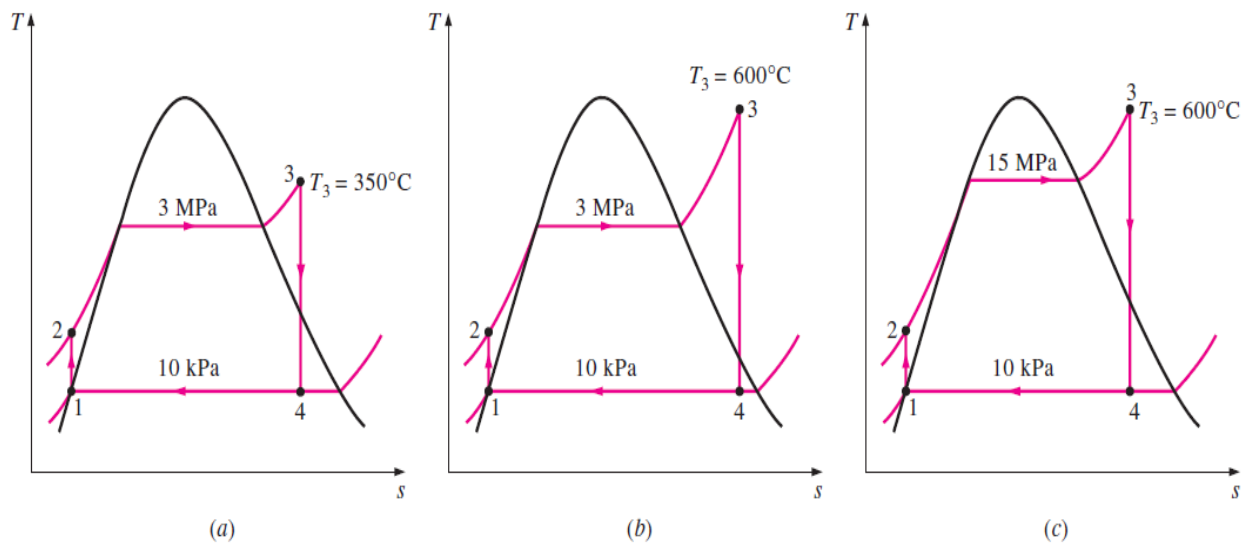 T
T₃ = 350°C
3
3 MPa
2
10 kPa
1
4
s
(a)
T
T₃ = 600°C
3
3 MPa
2
10 kPa
1
4
s
(b)
T
3
T₃ = 600°C
15 MPa
2
10 kPa
1
4
s
(c)